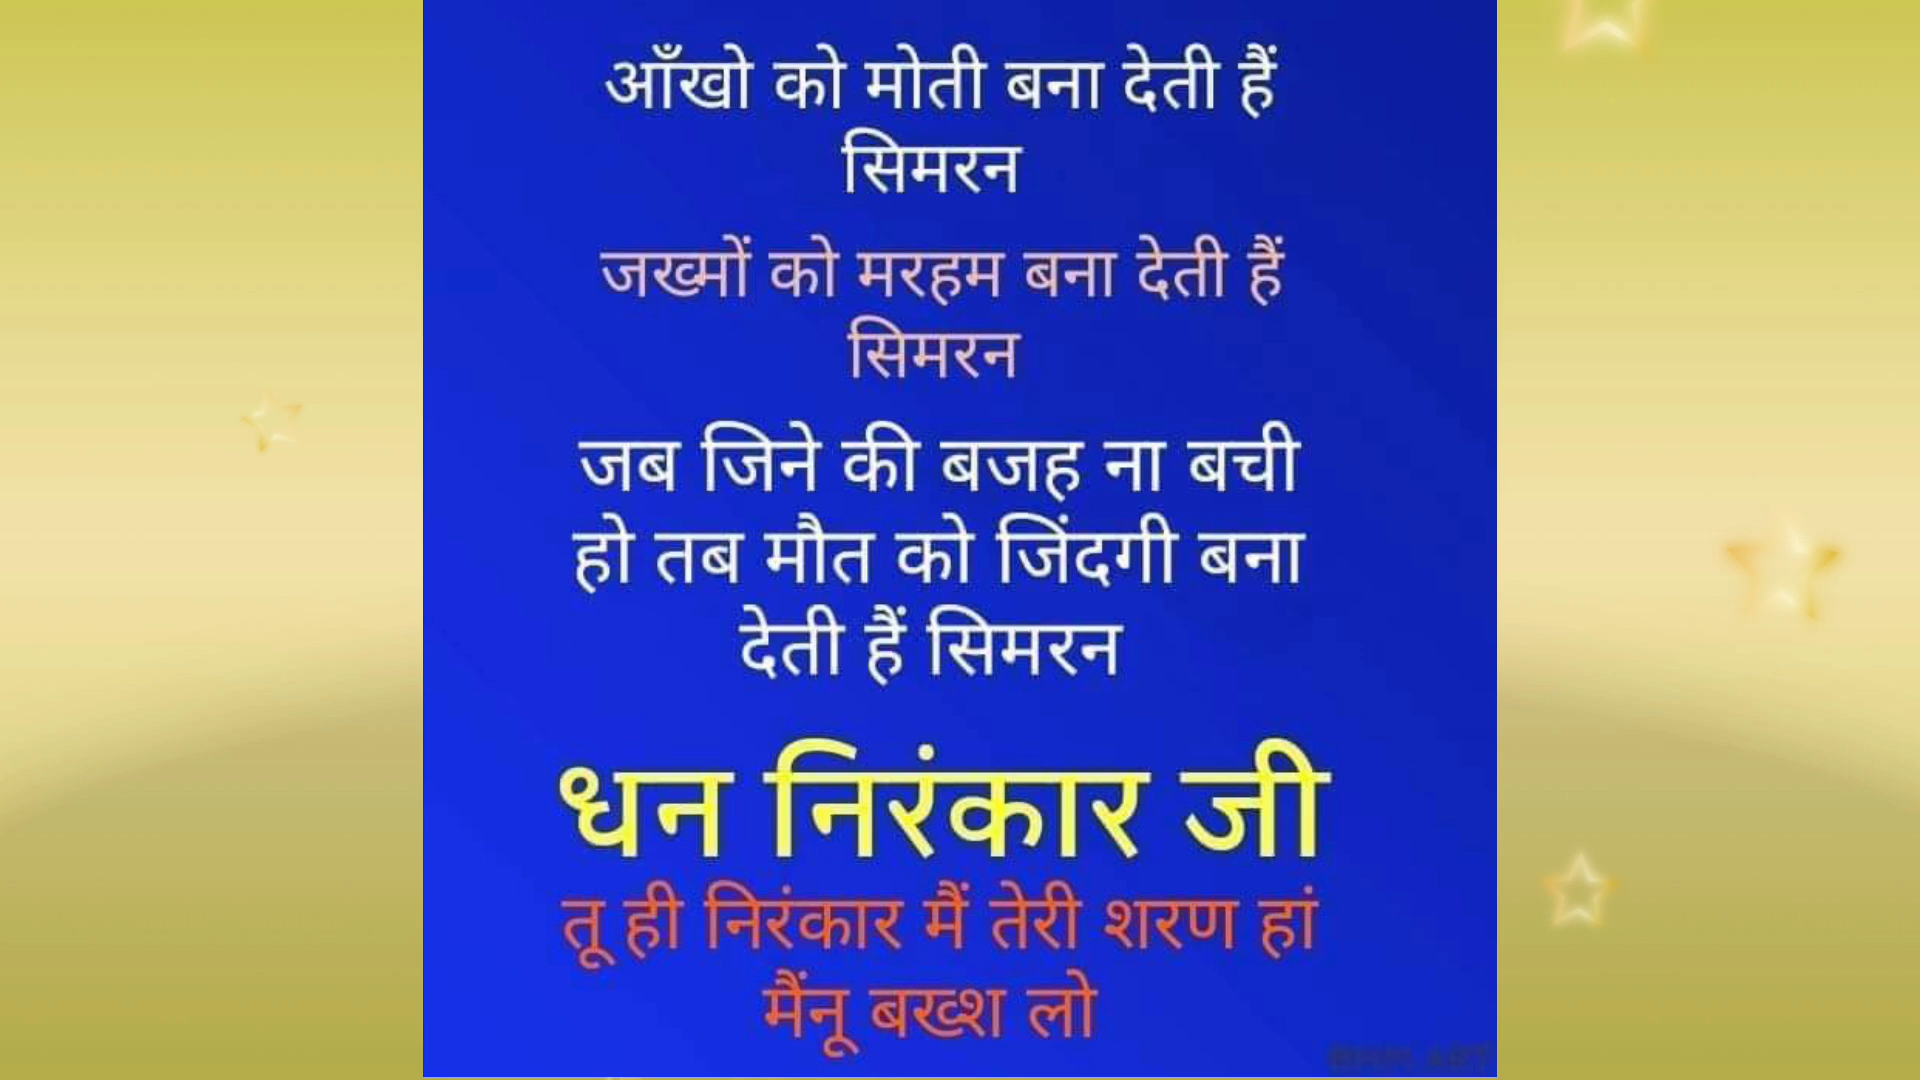 आँखो को मोती बना देती हैं
सिमरन
जख्मों को मरहम बना देती हैं
सिमरन
जब जिने की बजह ना बची
हो तब मौत को जिंदगी बना
देती हैं सिमरन
धन निरंकार जी
तू ही निरंकार मैं तेरी शरण हां
मैंनू बख्श लो